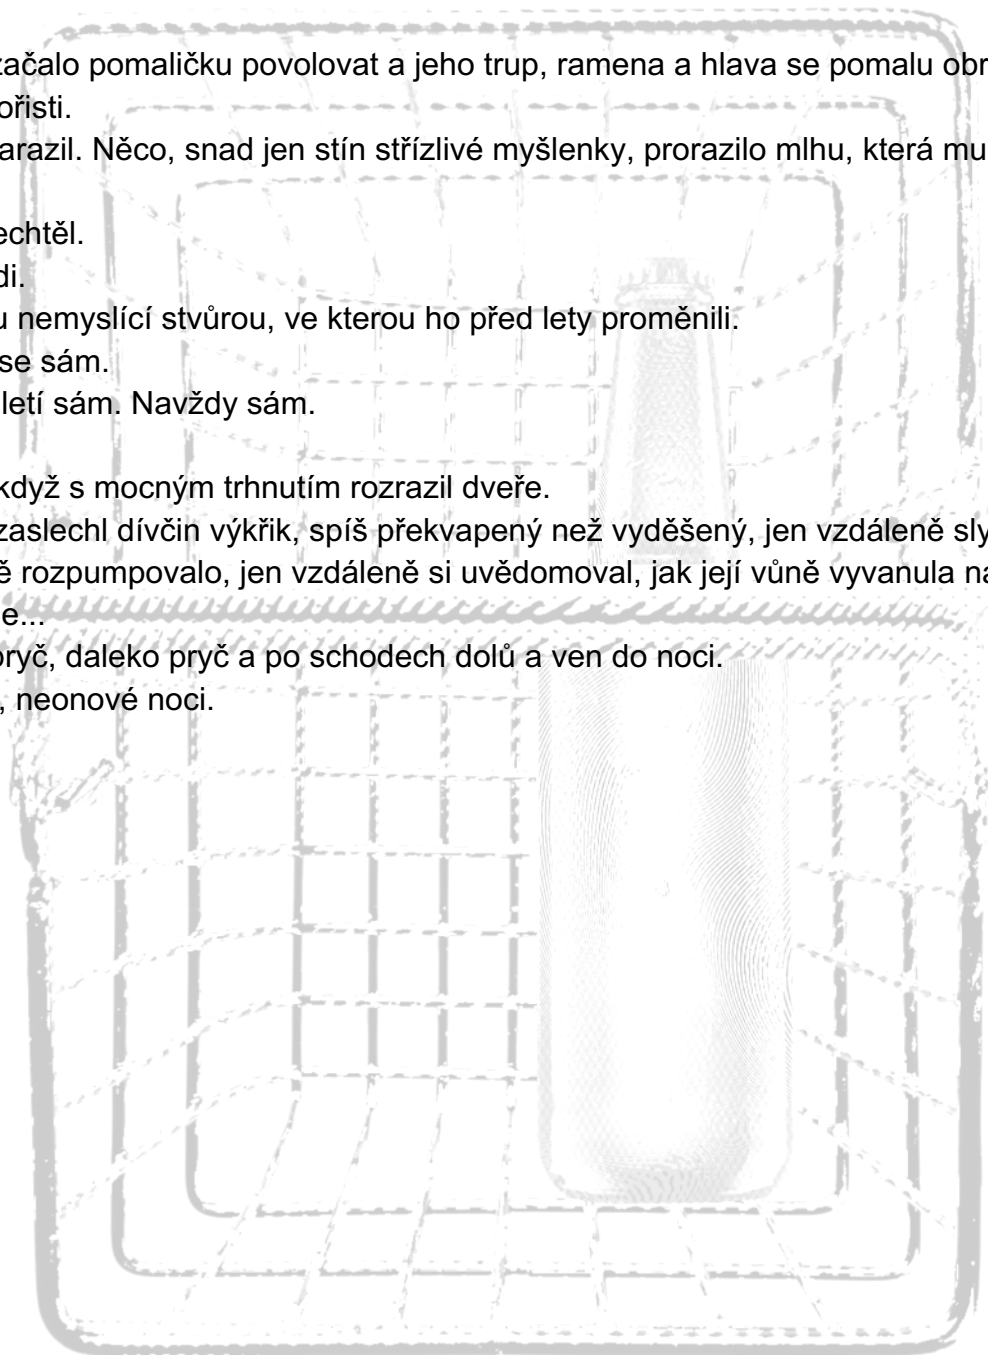 začalo pomaličku povolovat a jeho trup, ramena a hlava se pomalu obr
ořisti.
arazil. Něco, snad jen stín střízlivé myšlenky, prorazilo mlhu, která mu
echtěl.
di.
u nemyslící stvůrou, ve kterou ho před lety proměnili.
se sám.
letí sám. Navždy sám.
když s mocným trhnutím rozrazil dveře.
zaslechl dívčin výkřik, spíš překvapený než vyděšený, jen vzdáleně sly
ě rozpumpovalo, jen vzdáleně si uvědomoval, jak její vůně vyvanula na
e...
pryč, daleko pryč a po schodech dolů a ven do noci.
, neonové noci.